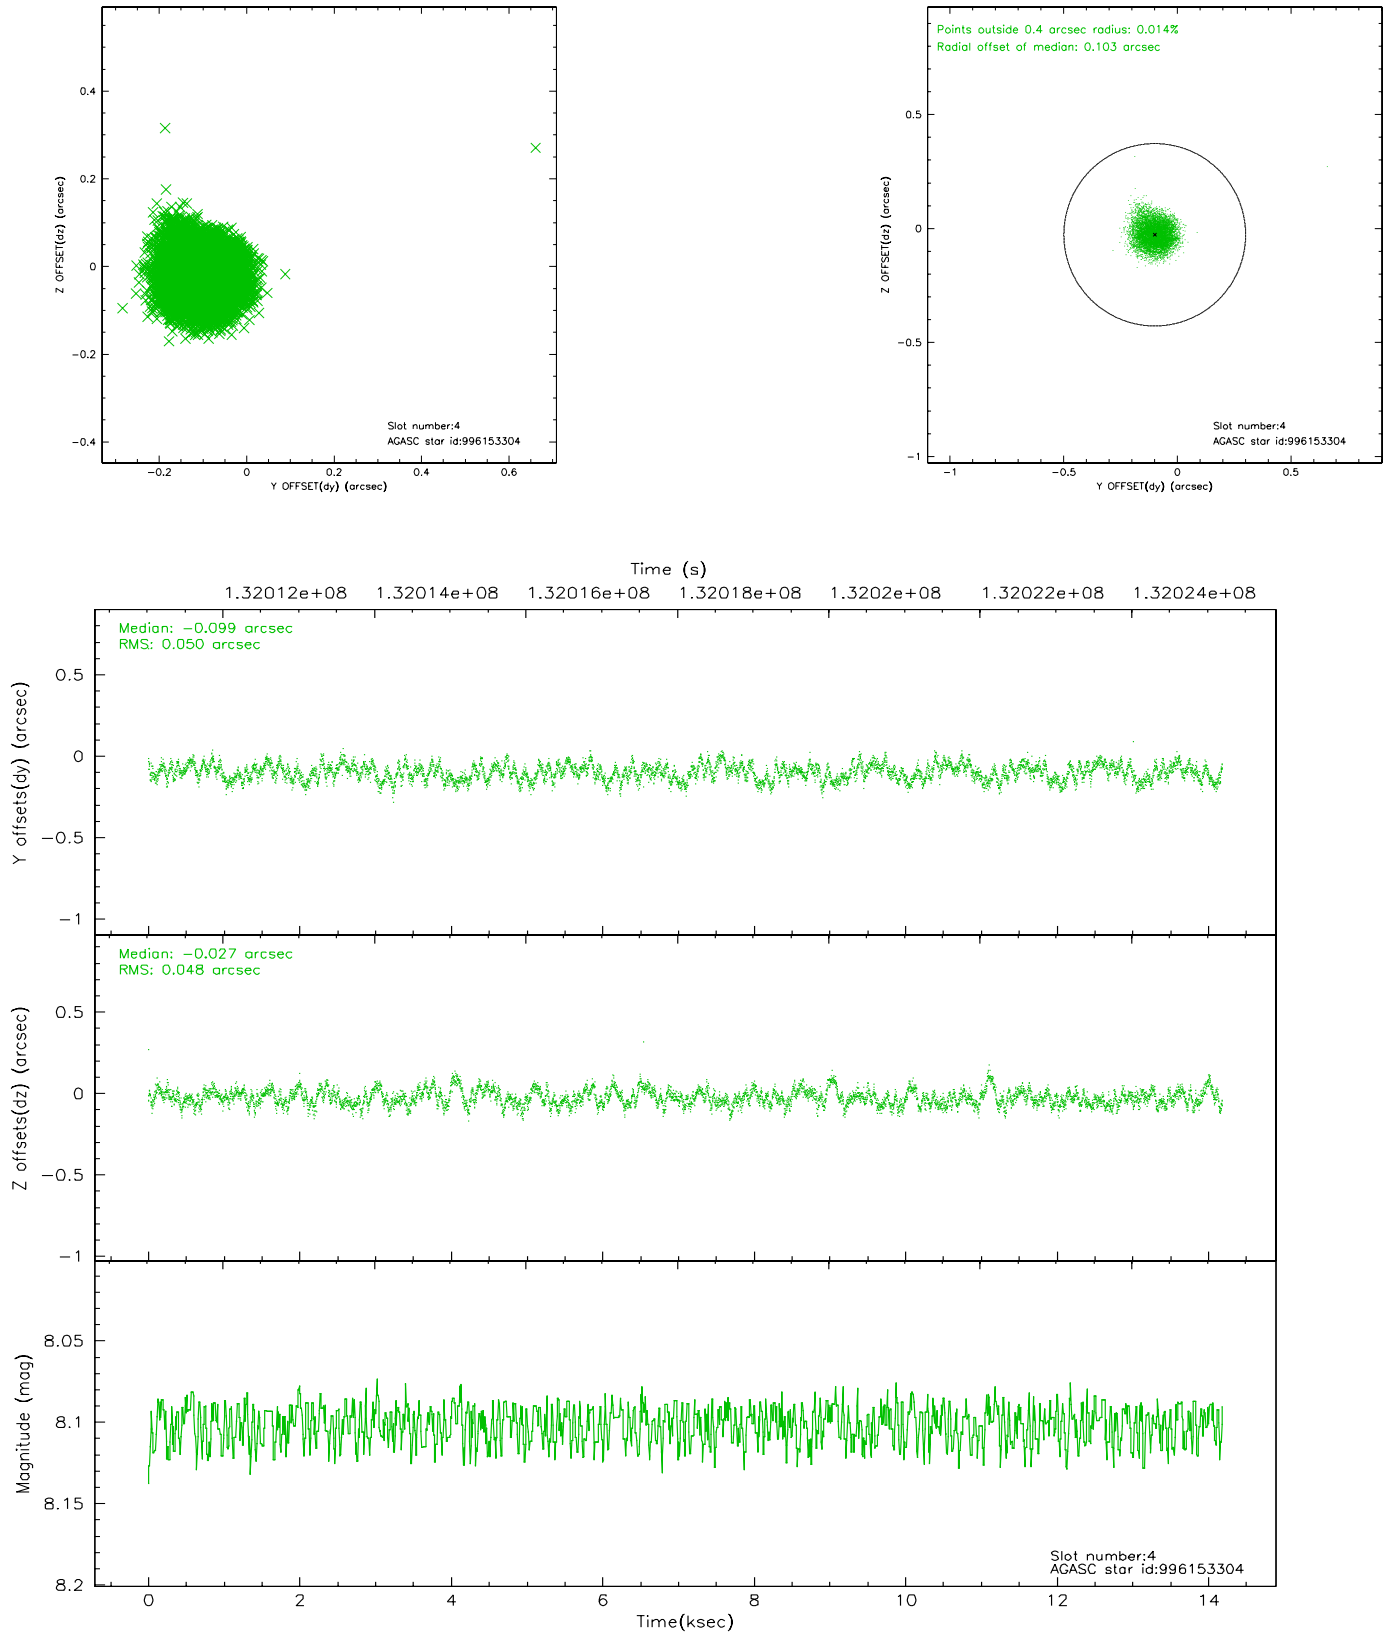 0.4
0.2
0
−0.2
−0.4
Z OFFSET(dz) (arcsec)
Slot number:4
AGASC star id:996153304
−0.2 0 0.2 0.4 0.6
Y OFFSET(dy) (arcsec)
Points outside 0.4 arcsec radius: 0.014%
Radial offset of median: 0.103 arcsec
0.5
0
−0.5
−1
Z OFFSET(dz) (arcsec)
Slot number:4
AGASC star id:996153304
−1 −0.5 0 0.5
Y OFFSET(dy) (arcsec)
Time (s)
1.32012e+08 1.32014e+08 1.32016e+08 1.32018e+08 1.3202e+08 1.32022e+08 1.32024e+08
Median: −0.099 arcsec
RMS: 0.050 arcsec
0.5
0
−0.5
−1
Y offsets(dy) (arcsec)
Median: −0.027 arcsec
RMS: 0.048 arcsec
0.5
0
−0.5
−1
Z offsets(dz) (arcsec)
8.05
8.1
8.15
8.2
Magnitude (mag)
Slot number:4
AGASC star id:996153304
0 2 4 6 8 10 12 14
Time(ksec)